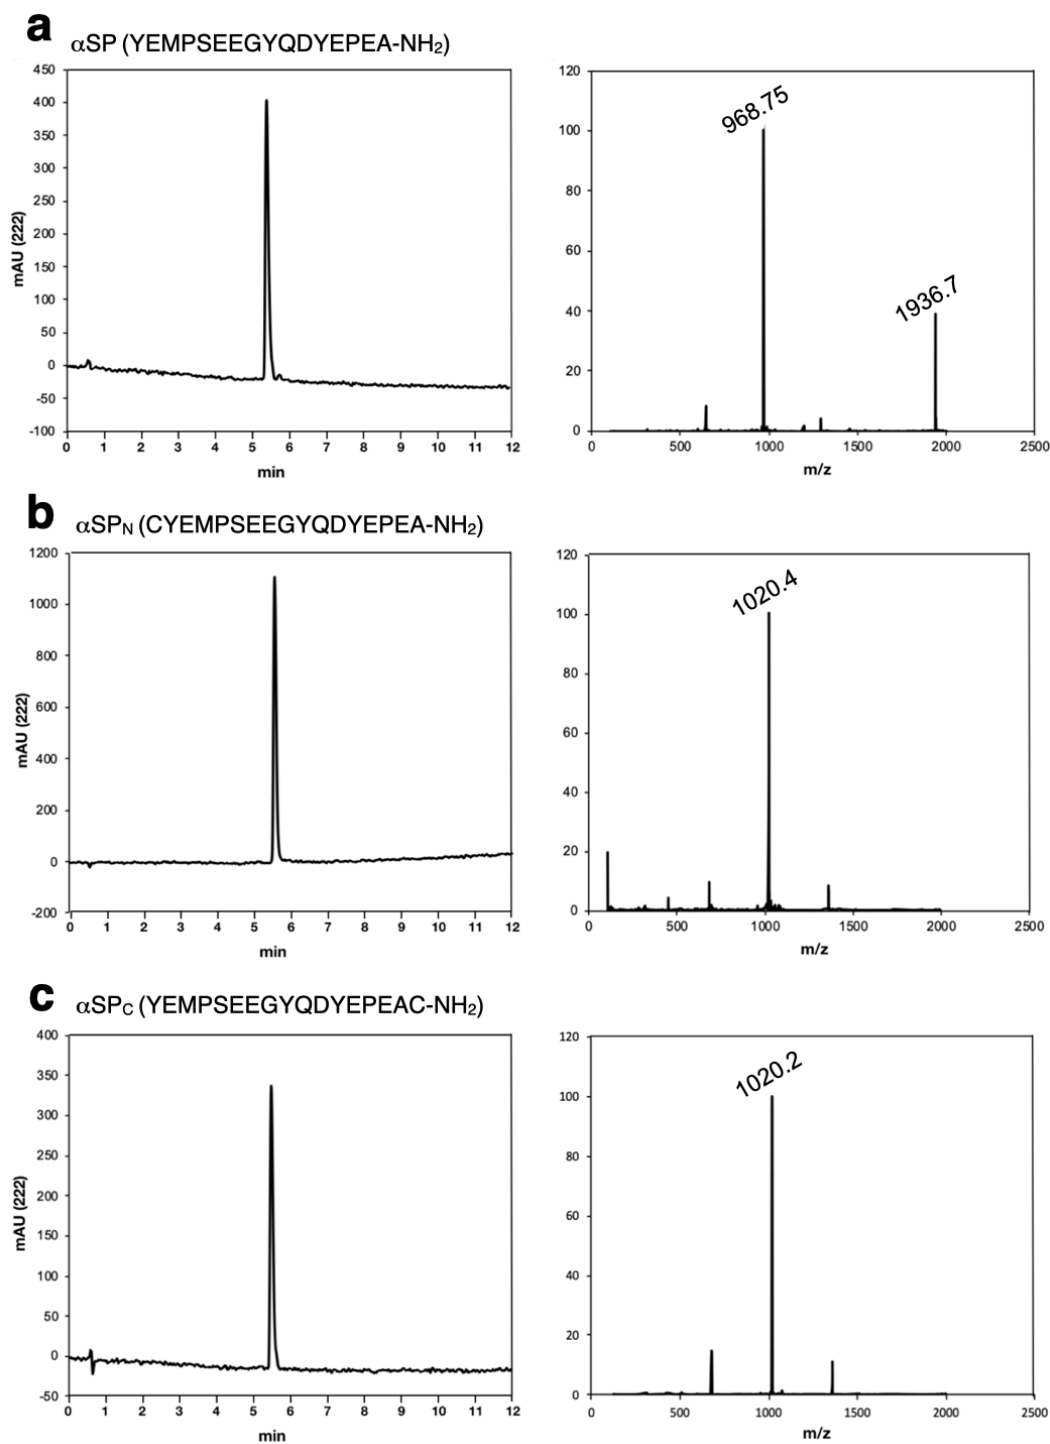 a
αSP (YEMPSEEGYQDYEPEA-NH2)
450
400
350
300
250
200
150
100
50
0
-50
-100
mAU (222)
0 1 2 3 4 5 6 7 8 9 10 11 12
min
120
100
80
60
40
20
0
968.75
1936.7
0 500 1000 1500 2000 2500
m/z
b
αSPN (CYEMPSEEGYQDYEPEA-NH2)
1200
1000
800
600
400
200
0
-200
mAU (222)
0 1 2 3 4 5 6 7 8 9 10 11 12
min
120
100
80
60
40
20
0
1020.4
0 500 1000 1500 2000 2500
m/z
c
αSPC (YEMPSEEGYQDYEPEAC-NH2)
400
350
300
250
200
150
100
50
0
-50
mAU (222)
0 1 2 3 4 5 6 7 8 9 10 11 12
min
120
100
80
60
40
20
0
1020.2
0 500 1000 1500 2000 2500
m/z